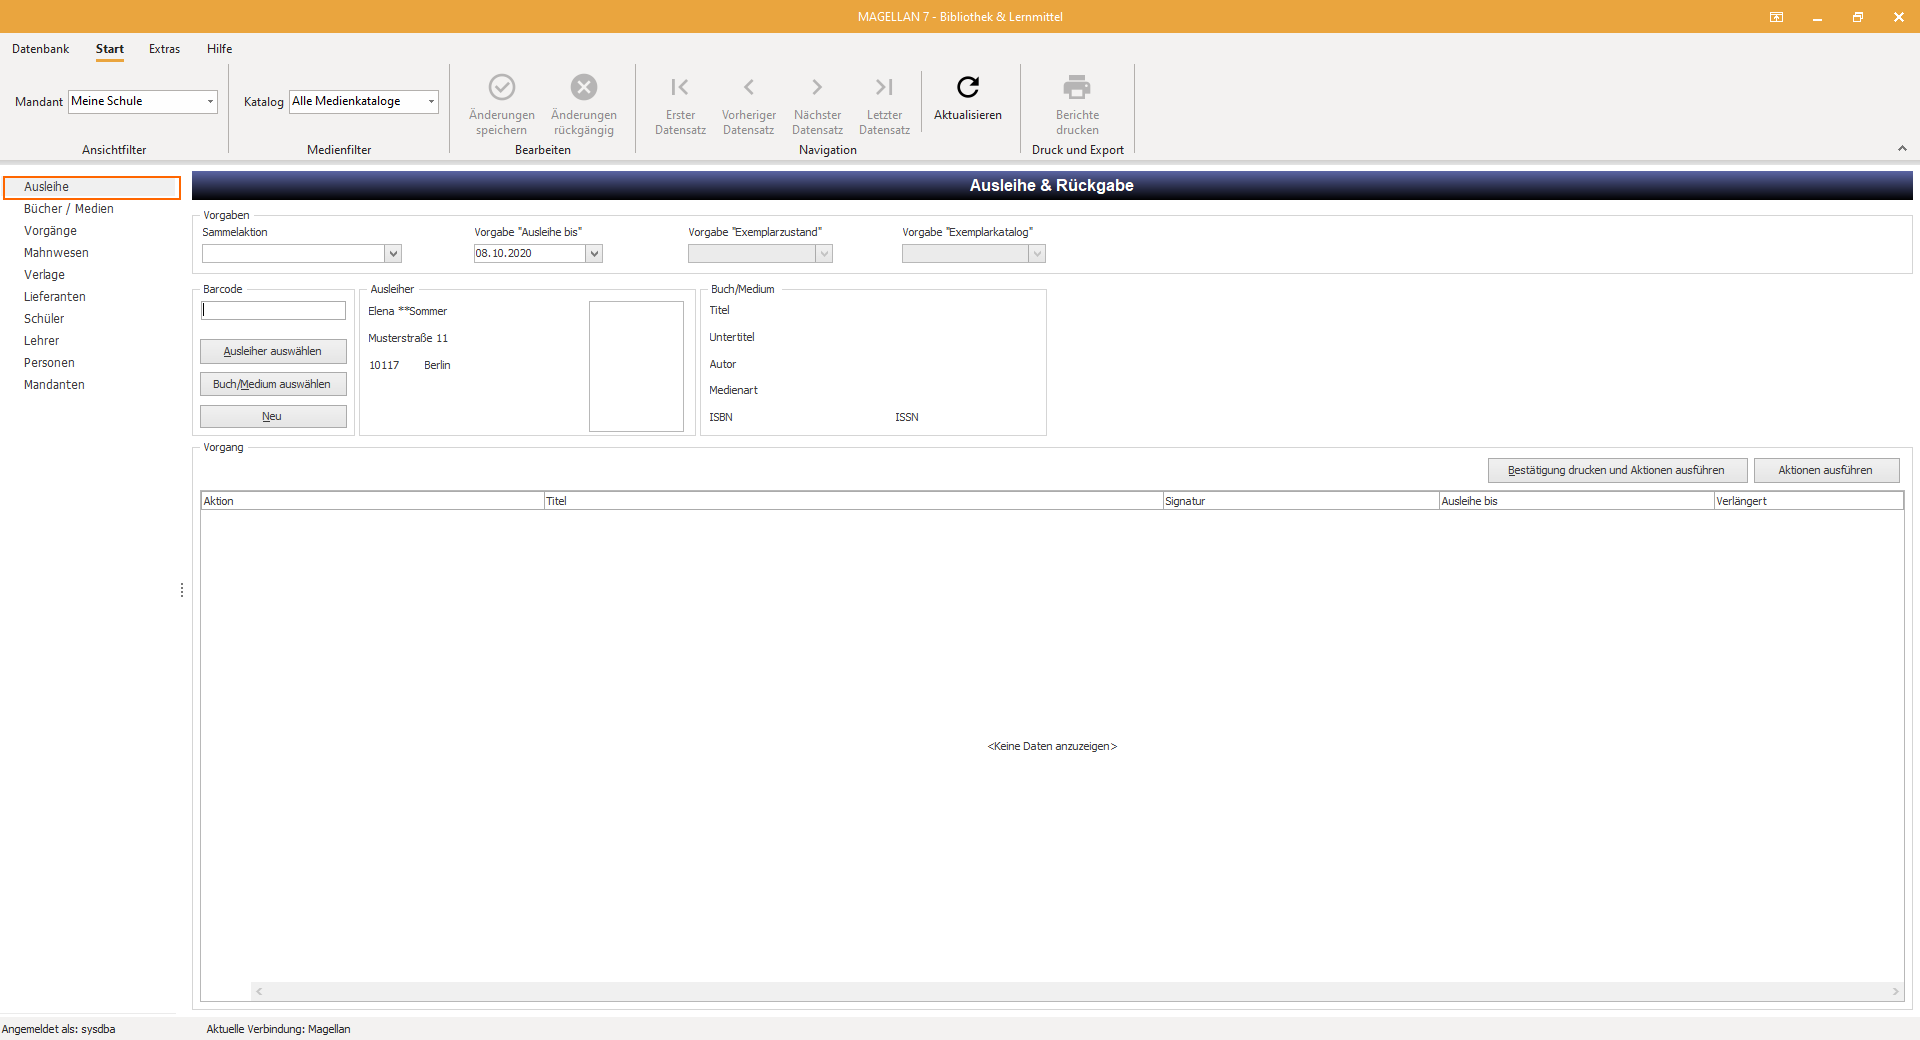 MAGELLAN 7 - Bibliothek & Lernmittel
Datenbank Start Extras Hilfe
Mandant Meine Schule
Ansichtfilter
Katalog Alle Medienkataloge
Medienfilter
Änderungen speichern
Änderungen rückgängig
Bearbeiten
Erster Datensatz
Vorheriger Datensatz
Nächster Datensatz
Letzter Datensatz
Aktualisieren
Navigation
Berichte drucken
Druck und Export
Ausleihe
Bücher / Medien
Vorgänge
Mahnwesen
Verlage
Lieferanten
Schüler
Lehrer
Personen
Mandanten
Ausleihe & Rückgabe
Vorgaben
Sammelaktion
Vorgabe "Ausleihe bis"
08.10.2020
Vorgabe "Exemplarzustand"
Vorgabe "Exemplarkatalog"
Barcode
Ausleiher auswählen
Buch/Medium auswählen
Neu
Ausleiher
Elena **Sommer
Musterstraße 11
10117 Berlin
Buch/Medium
Titel
Untertitel
Autor
Medienart
ISBN ISSN
Vorgang
Bestätigung drucken und Aktionen ausführen
Aktionen ausführen
Aktion Titel Signatur Ausleihe bis Verlängert
<Keine Daten anzuzeigen>
Angemeldet als: sysdba
Aktuelle Verbindung: Magellan